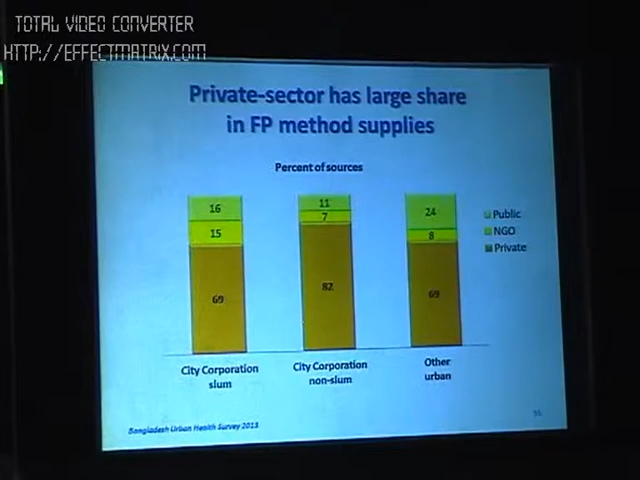 TOTAL VIDEO CONVERTER
HTTP://EFFECTMATRIX.COM
Private-sector has large share
in FP method supplies
Percent of sources
16
11
24
Public
7
NGO
15
8
Private
69
82
69
City Corporation
slum
City Corporation
non-slum
Other
urban
Bangladesh Urban Health Survey 2013